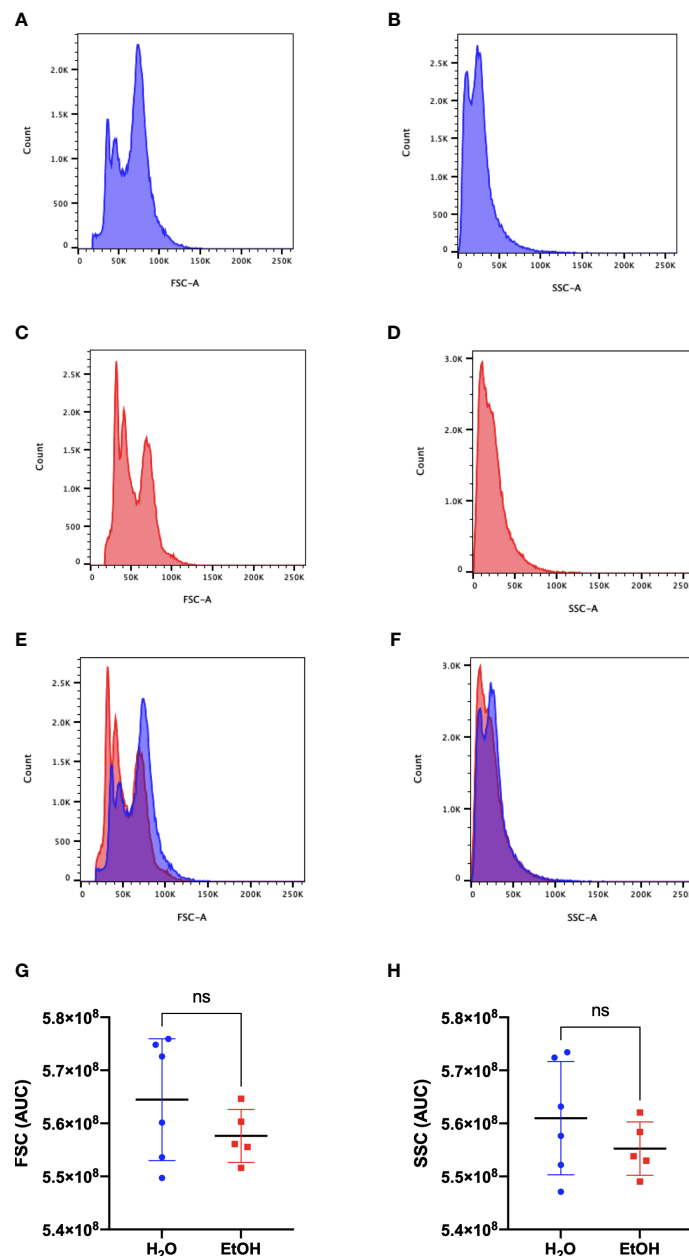 A
B
2.0K
1.5K
1.0K
500
0
Count
0 50K 100K 150K 200K 250K
FSC-A
2.5K
2.0K
1.5K
1.0K
500
0
Count
0 50K 100K 150K 200K 250K
SSC-A
C
D
2.5K
2.0K
1.5K
1.0K
500
0
Count
0 50K 100K 150K 200K 250K
FSC-A
3.0K
2.0K
1.0K
0
Count
0 50K 100K 150K 200K 250K
SSC-A
E
F
2.5K
2.0K
1.5K
1.0K
500
0
Count
0 50K 100K 150K 200K 250K
FSC-A
3.0K
2.0K
1.0K
0
Count
0 50K 100K 150K 200K 250K
SSC-A
G
H
ns
5.8×10⁸
5.7×10⁸
5.6×10⁸
5.5×10⁸
5.4×10⁸
FSC (AUC)
H₂O EtOH
ns
5.8×10⁸
5.7×10⁸
5.6×10⁸
5.5×10⁸
5.4×10⁸
SSC (AUC)
H₂O EtOH